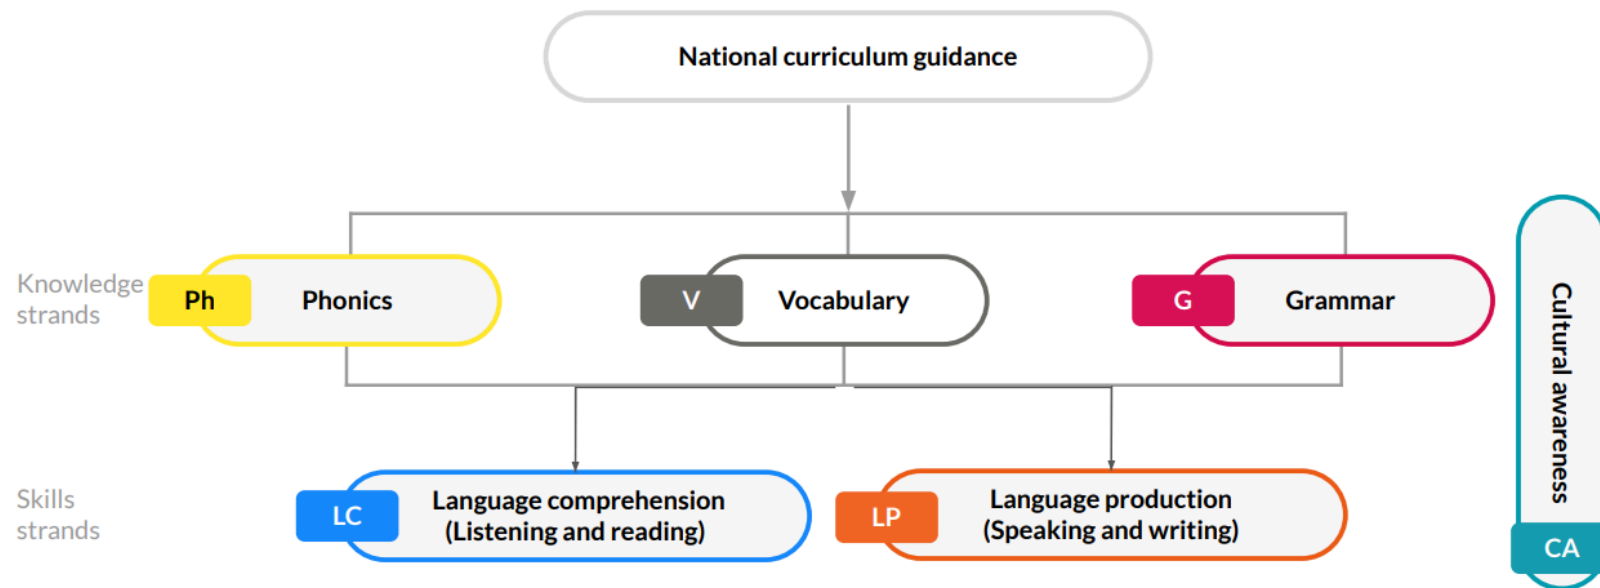 National curriculum guidance
Knowledge
strands
Ph
Phonics
V
Vocabulary
G
Grammar
Cultural awareness
CA
Skills
strands
LC
Language comprehension
(Listening and reading)
LP
Language production
(Speaking and writing)